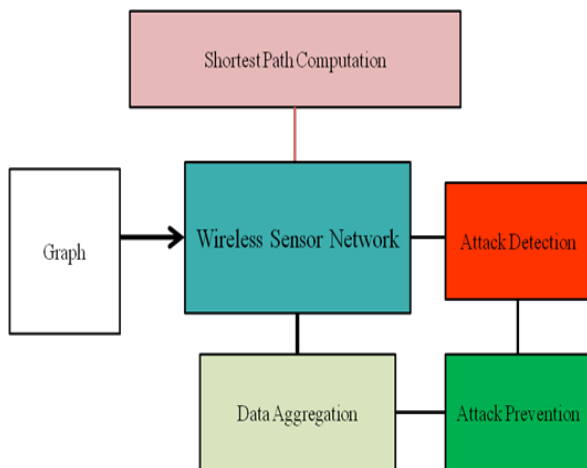 Shortest Path Computation
Graph
Wireless Sensor Network
Attack Detection
Data Aggregation
Attack Prevention